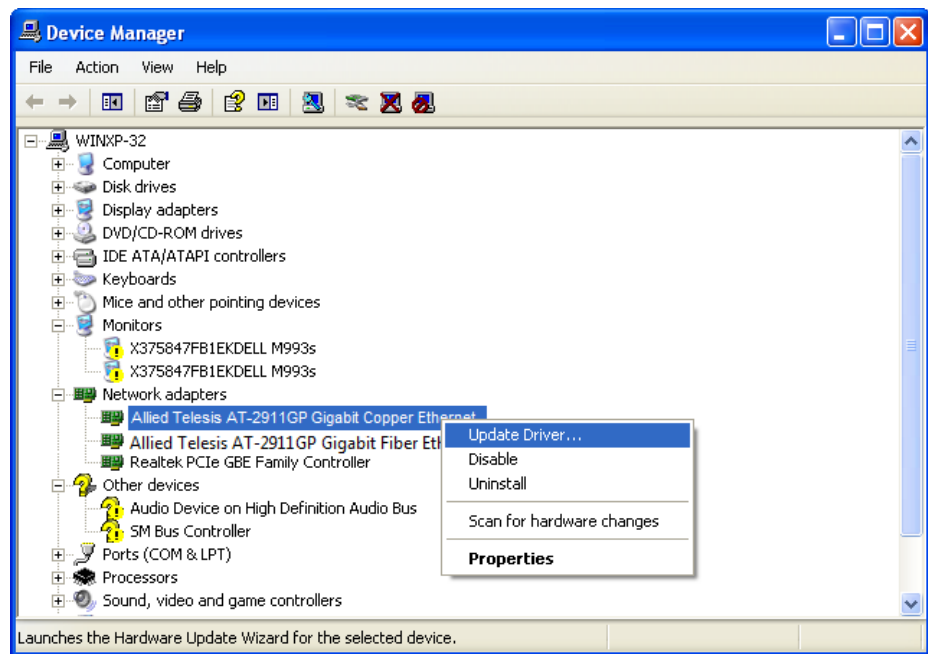 Device Manager
File Action View Help
WINXP-32
Computer
Disk drives
Display adapters
DVD/CD-ROM drives
IDE ATA/ATAPI controllers
Keyboards
Mice and other pointing devices
Monitors
X375847FB1EKDELL M993s
X375847FB1EKDELL M993s
Network adapters
Allied Telesis AT-2911GP Gigabit Copper Ethernet
Allied Telesis AT-2911GP Gigabit Fiber Eth
Realtek PCIe GBE Family Controller
Other devices
Audio Device on High Definition Audio Bus
SM Bus Controller
Ports (COM & LPT)
Processors
Sound, video and game controllers
Update Driver...
Disable
Uninstall
Scan for hardware changes
Properties
Launches the Hardware Update Wizard for the selected device.